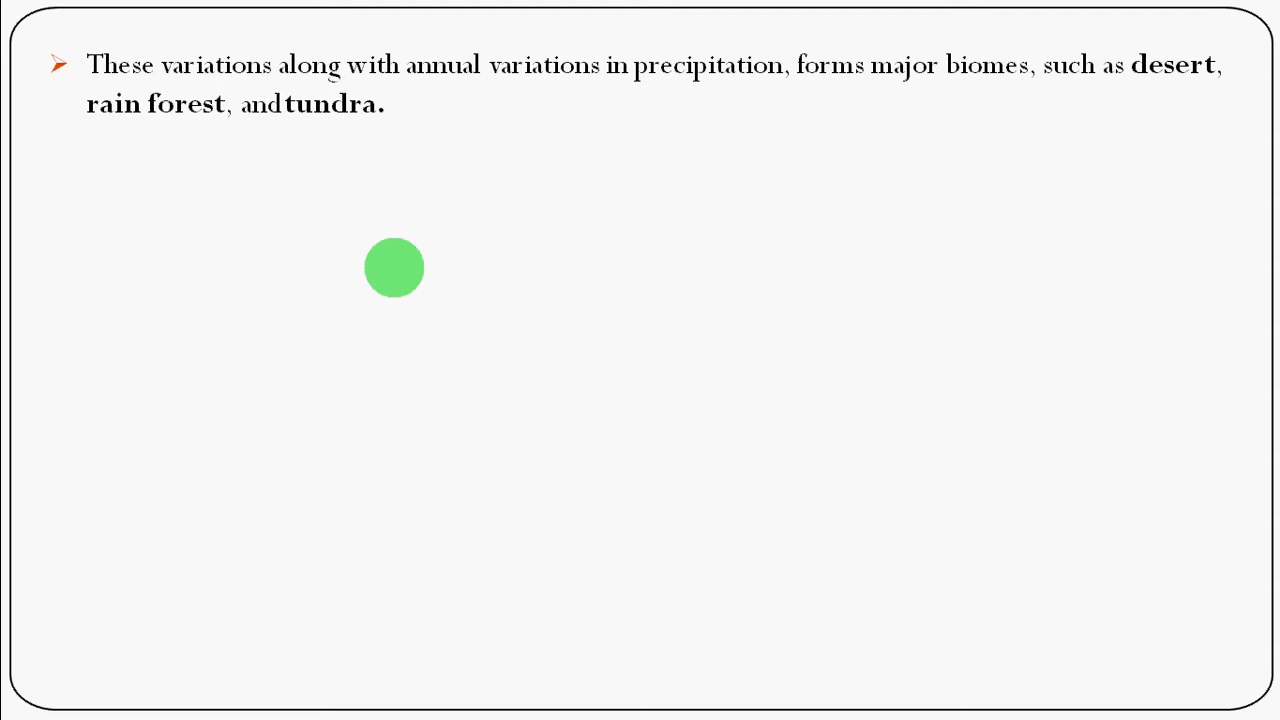 These variations along with annual variations in precipitation, forms major biomes, such as desert,
rain forest, and tundra.